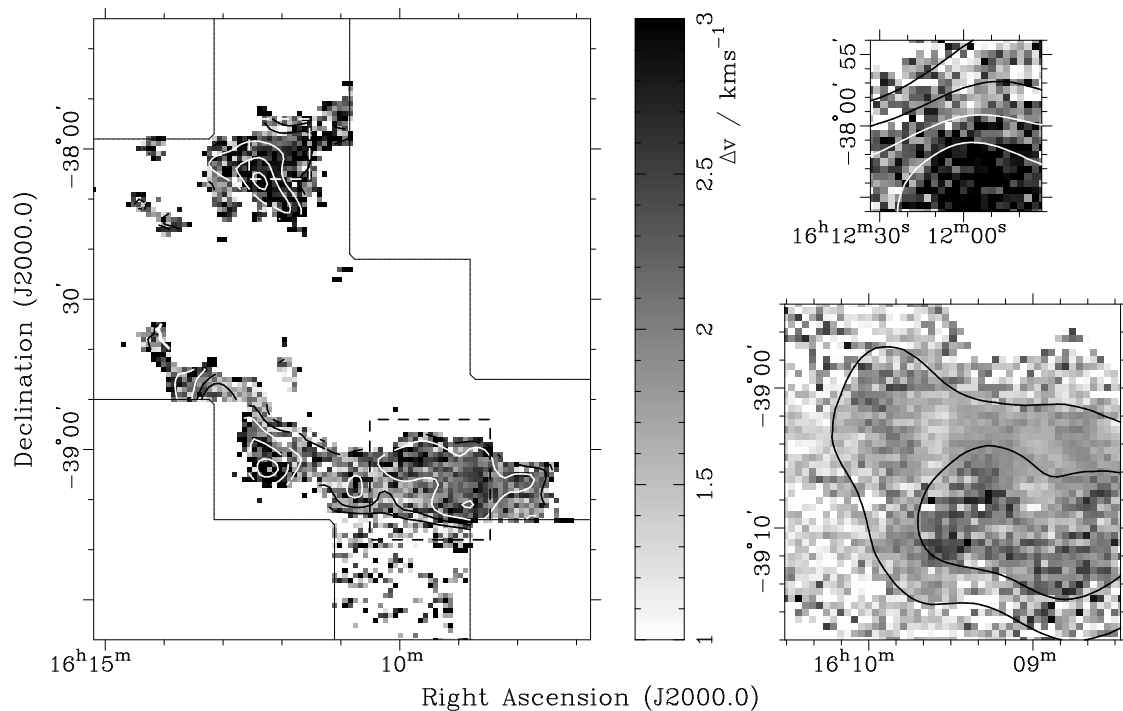 Declination (J2000.0)
−38°00′
30′
−39°00′
16ʰ15ᵐ
10ᵐ
Right Ascension (J2000.0)
3
2.5
2
1.5
1
Δv / kms⁻¹
55′
−38°00′
16ʰ12ᵐ30ˢ 12ᵐ00ˢ
−39°00′
−39°10′
16ʰ10ᵐ
09ᵐ